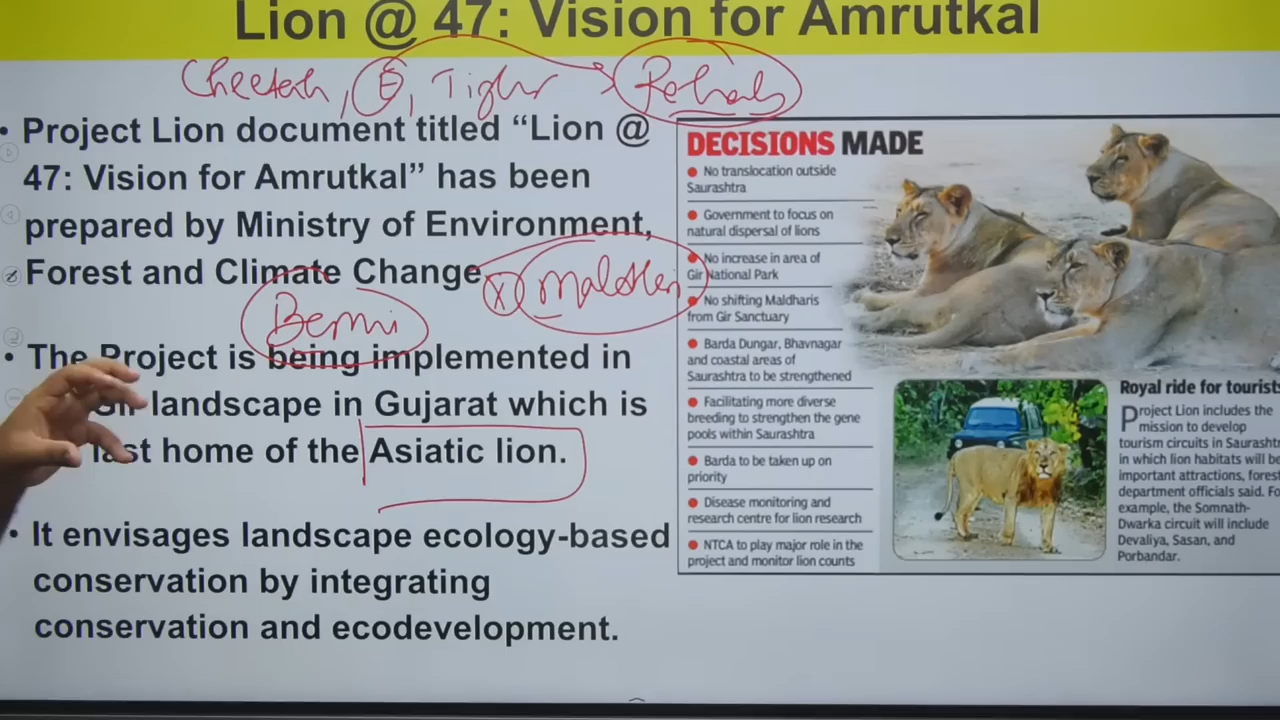 Lion @ 47: Vision for Amrutkal
Cheetah, E, Tiger → Rehab
• Project Lion document titled “Lion @
47: Vision for Amrutkal” has been
prepared by Ministry of Environment,
Forest and Climate Change
• The Project is being implemented in
landscape in Gujarat which is
last home of the Asiatic lion.
• It envisages landscape ecology-based
conservation by integrating
conservation and ecodevelopment.
DECISIONS MADE
• No translocation outside
Saurashtra
• Government to focus on
natural dispersal of lions
• No increase in area of
Gir National Park
• No shifting Maldharis
from Gir Sanctuary
• Barda Dungar, Bhavnagar
and coastal areas of
Saurashtra to be strengthened
• Facilitating more diverse
breeding to strengthen the gene
pools within Saurashtra
• Barda to be taken up on
priority
• Disease monitoring and
research centre for lion research
• NTCA to play major role in the
project and monitor lion counts
Royal ride for tourists
Project Lion includes the
mission to develop
tourism circuits in Saurasht
in which lion habitats will be
important attractions, forest
department officials said. Fo
example, the Somnath-
Dwarka circuit will include
Devaliya, Sasan, and
Porbandar.